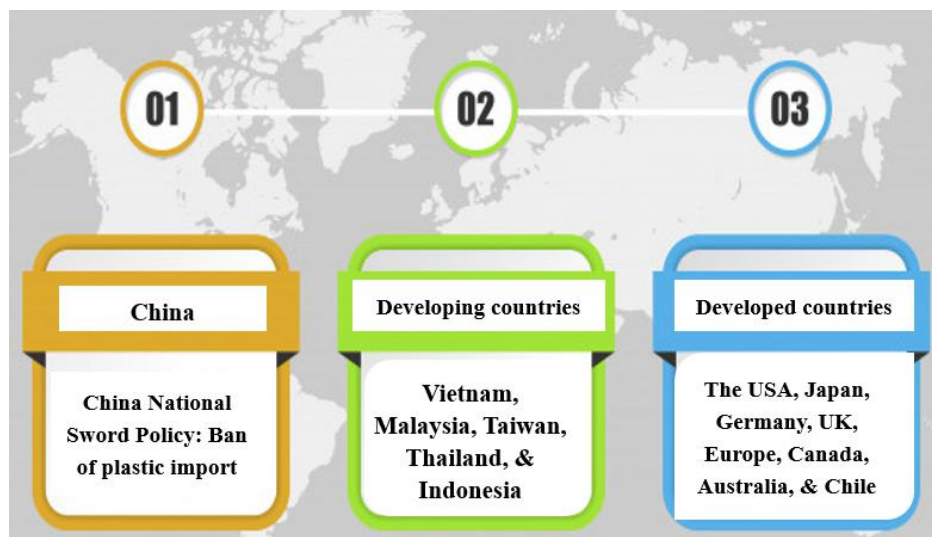 01
02
03
China
China National
Sword Policy: Ban
of plastic import
Developing countries
Vietnam,
Malaysia, Taiwan,
Thailand, &
Indonesia
Developed countries
The USA, Japan,
Germany, UK,
Europe, Canada,
Australia, & Chile